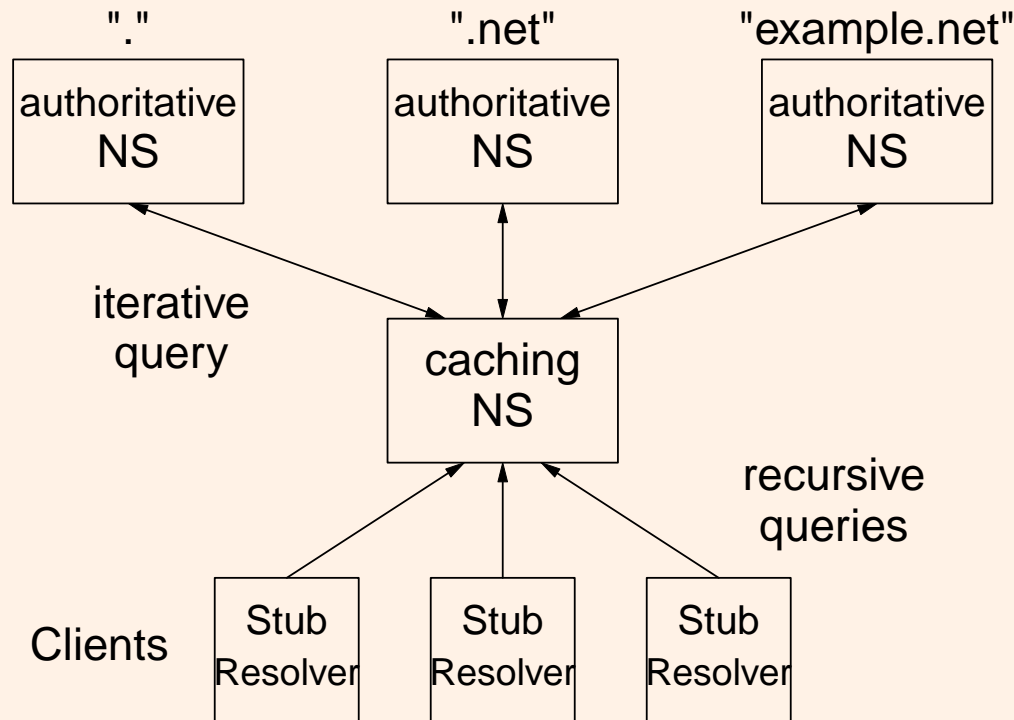 "."
".net"
"example.net"
authoritative
NS
authoritative
NS
authoritative
NS
iterative
query
caching
NS
recursive
queries
Clients
Stub
Resolver
Stub
Resolver
Stub
Resolver